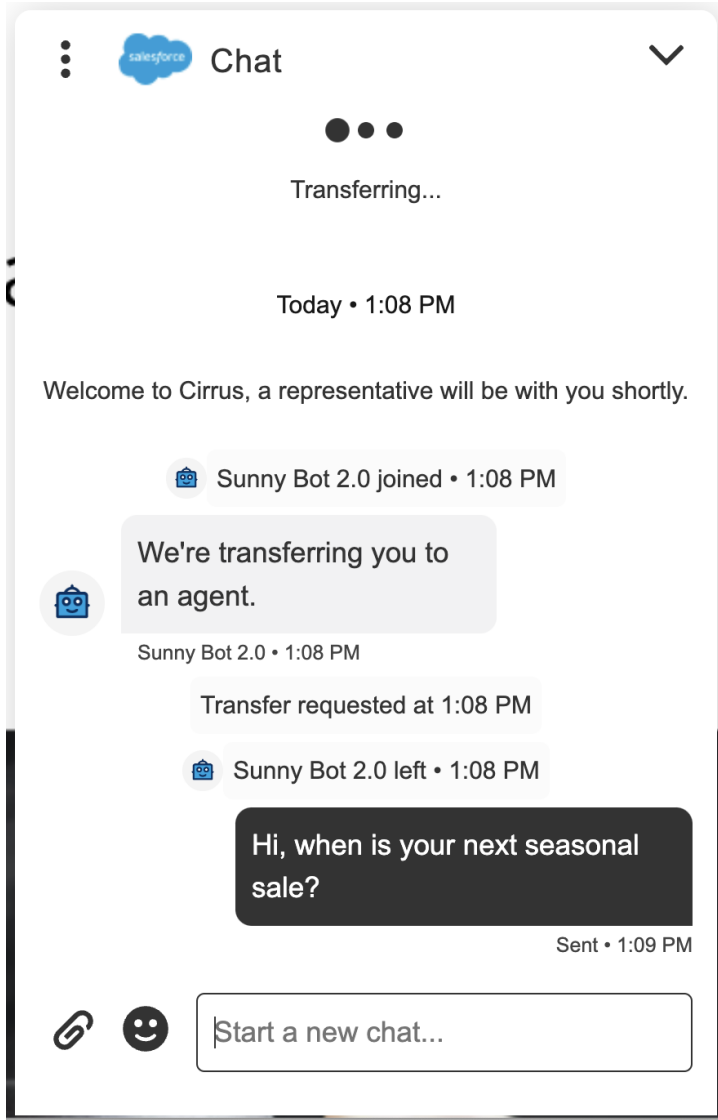 salesforce Chat
Transferring...
Today • 1:08 PM
Welcome to Cirrus, a representative will be with you shortly.
Sunny Bot 2.0 joined • 1:08 PM
We're transferring you to
an agent.
Sunny Bot 2.0 • 1:08 PM
Transfer requested at 1:08 PM
Sunny Bot 2.0 left • 1:08 PM
Hi, when is your next seasonal
sale?
Sent • 1:09 PM
Start a new chat...